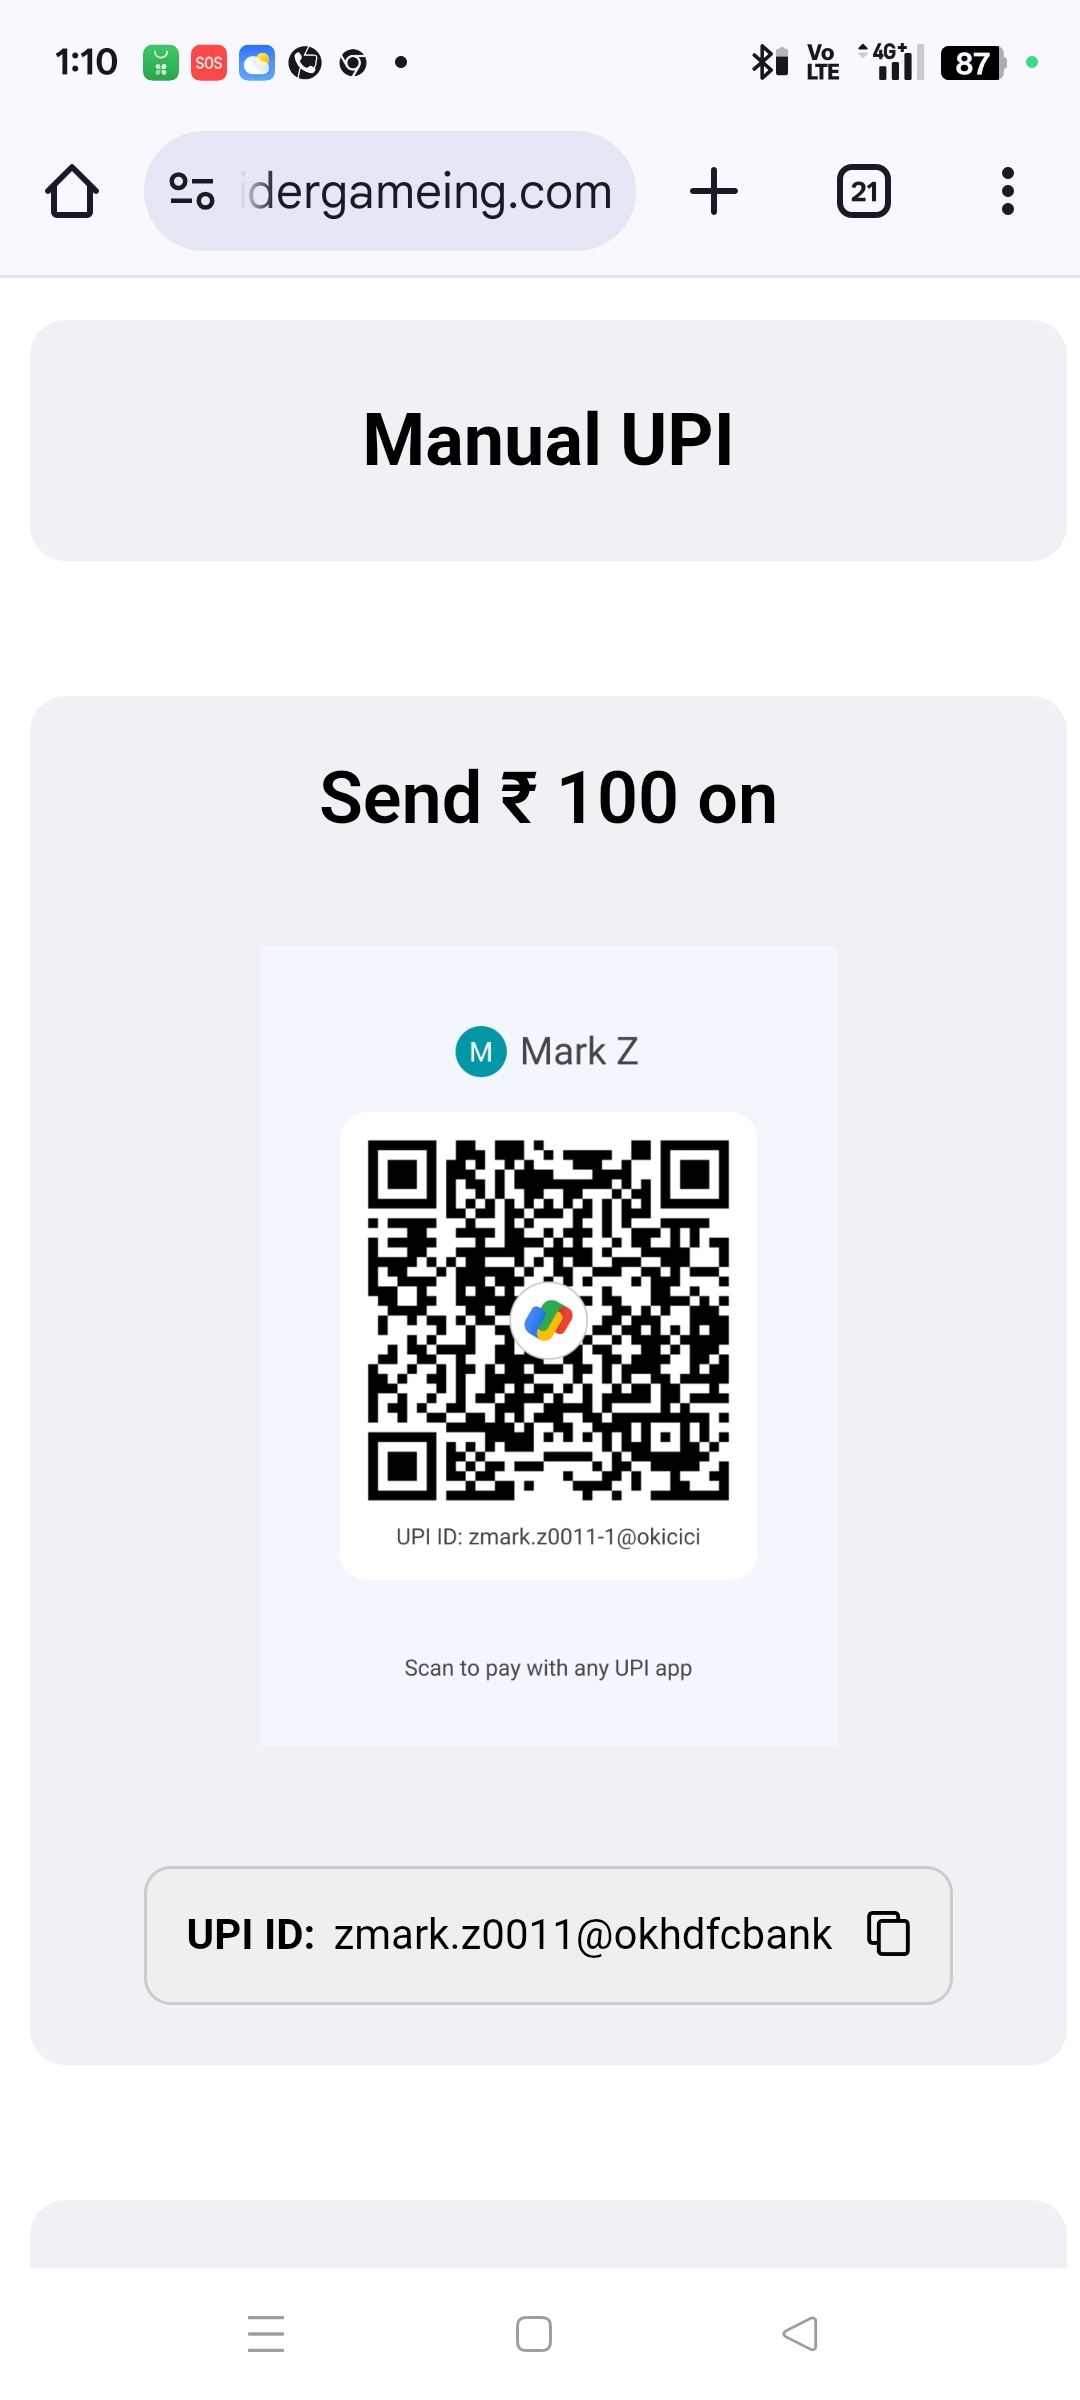 1:10 SOS Vo LTE 4G+ 87
idergameing.com 21
Manual UPI
Send ₹ 100 on
M Mark Z
UPI ID: zmark.z0011-1@okicici
Scan to pay with any UPI app
UPI ID: zmark.z0011@okhdfcbank